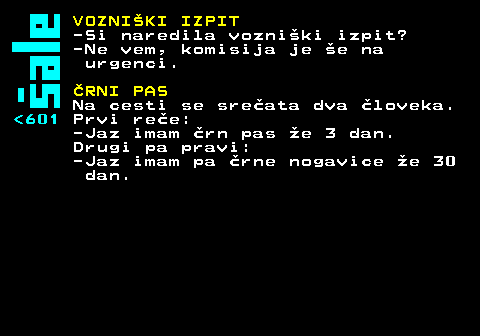 šale
<601
VOZNIŠKI IZPIT
-Si naredila vozniški izpit?
-Ne vem, komisija je še na
urgenci.
ČRNI PAS
Na cesti se srečata dva človeka.
Prvi reče:
-Jaz imam črn pas že 3 dan.
Drugi pa pravi:
-Jaz imam pa črne nogavice že 30
dan.